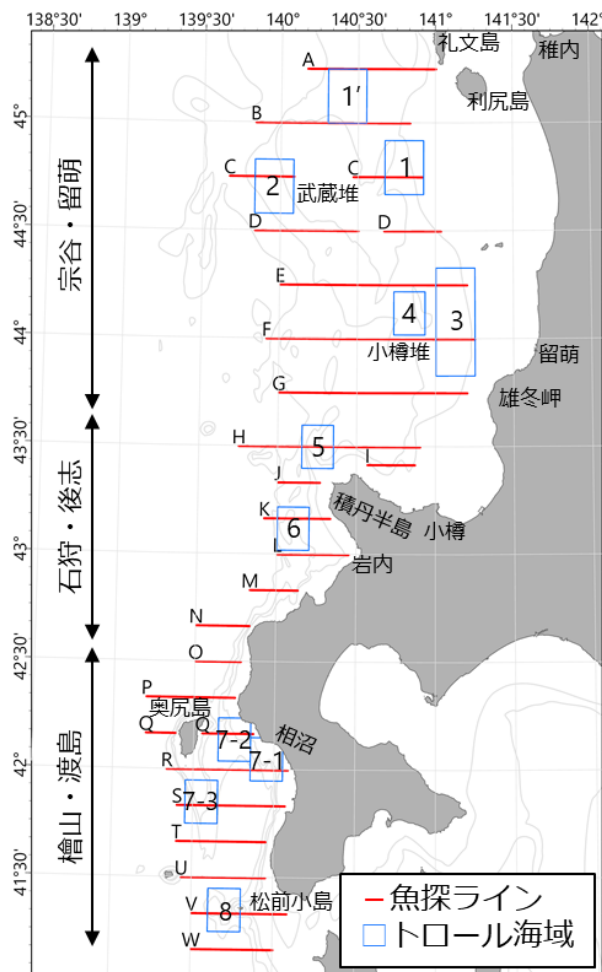 138°30' 139° 139°30' 140° 140°30' 141° 141°30' 142°
礼文島
稚内
A
利尻島
1'
45°
B
1
C
C
2
武蔵堆
44°30'
D
D
宗谷・留萌
E
4
3
44°
F
小樽堆
留萌
G
雄冬岬
43°30'
H
5
I
J
石狩・後志
K
積丹半島
小樽
6
43°
L
岩内
M
N
42°30'
O
P
奥尻島
Q
Q
7-2
相沼
7-1
42°
R
檜山・渡島
S
7-3
T
41°30'
U
松前小島
V
8
W
魚探ライン
トロール海域